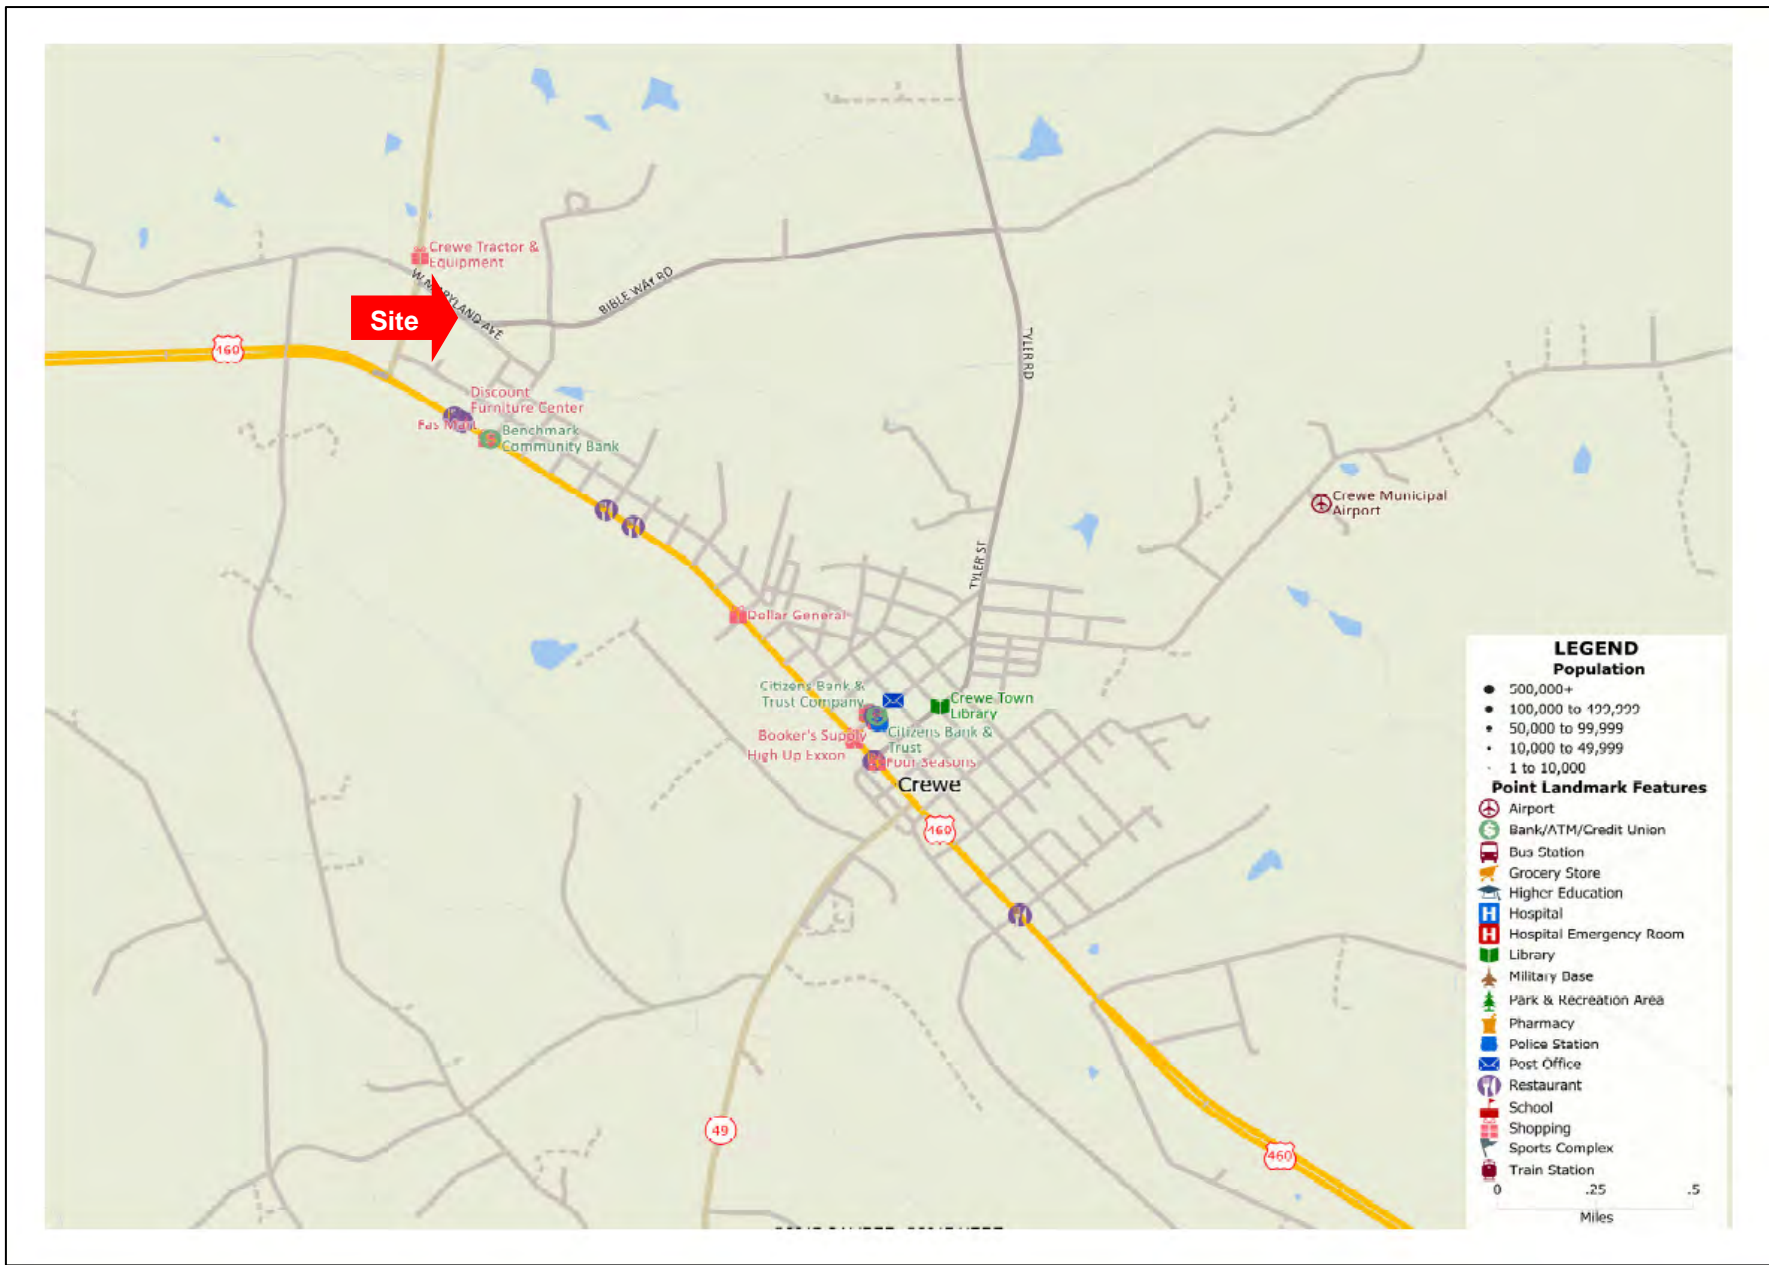 Crewe Tractor &
Equipment
W MARYLAND AVE
Site
BIBLE WAY RD
460
TYLER RD
Discount
Furniture Center
Fas Mart
Benchmark
Community Bank
Crewe Municipal
Airport
TYLER ST
Dollar General
Citizens Bank &
Trust Company
Crewe Town
Library
Booker's Supply
Citizens Bank &
Trust
High Up Exxon
Four Seasons
Crewe
460
49
460
LEGEND
Population
500,000+
100,000 to 499,999
50,000 to 99,999
10,000 to 49,999
1 to 10,000
Point Landmark Features
Airport
Bank/ATM/Credit Union
Bus Station
Grocery Store
Higher Education
Hospital
Hospital Emergency Room
Library
Military Base
Park & Recreation Area
Pharmacy
Police Station
Post Office
Restaurant
School
Shopping
Sports Complex
Train Station
0 .25 .5
Miles